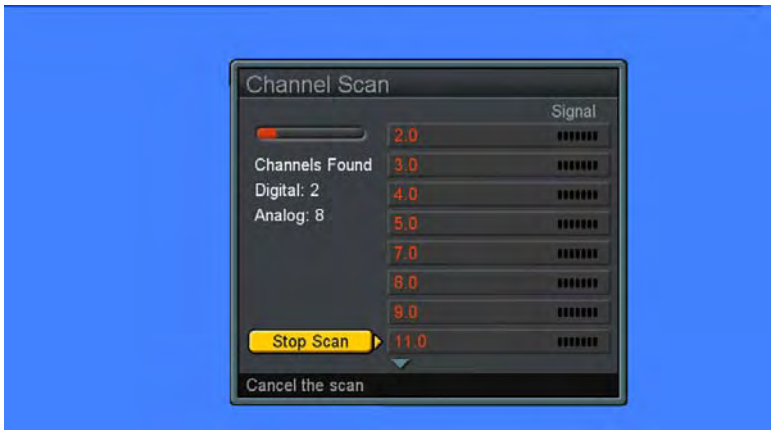 Channel Scan
Signal
2.0
Channels Found 3.0
Digital: 2 4.0
Analog: 8 5.0
7.0
8.0
9.0
Stop Scan 11.0
Cancel the scan